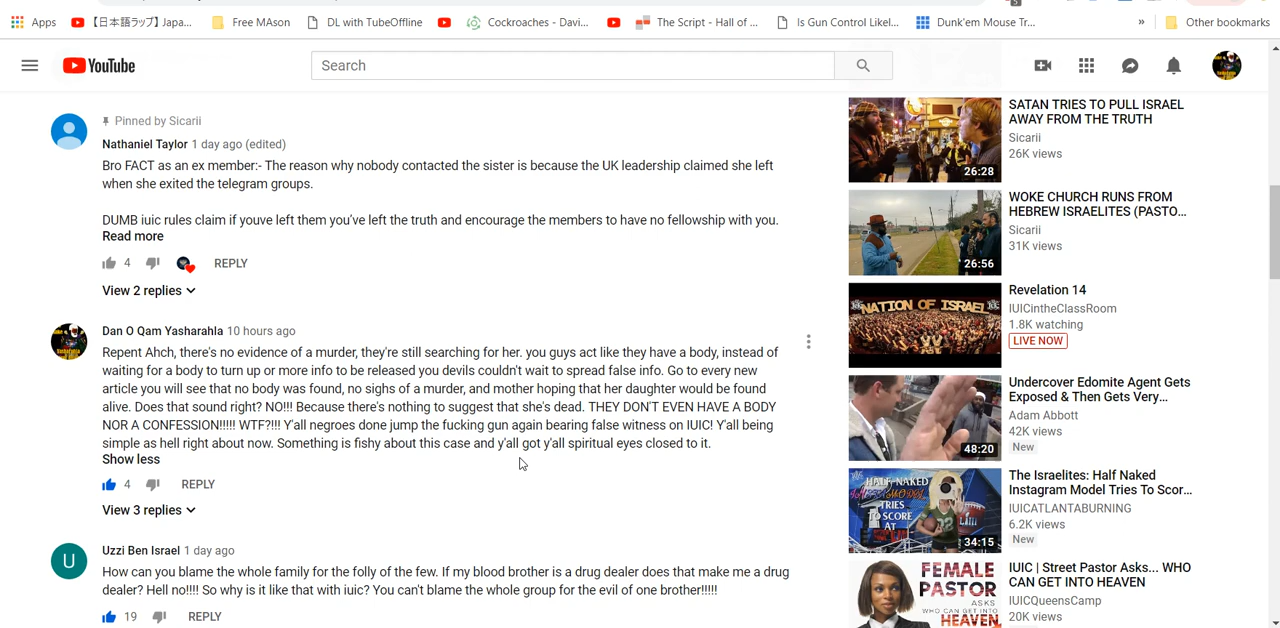 Apps
【日本語ラップ】Japa...
Free MAson
DL with TubeOffline
Cockroaches - Davi...
The Script - Hall of ...
Is Gun Control Likel...
Dunk'em Mouse Tr...
»
Other bookmarks
YouTube
Search
Pinned by Sicarii
Nathaniel Taylor 1 day ago (edited)
Bro FACT as an ex member:- The reason why nobody contacted the sister is because the UK leadership claimed she left
when she exited the telegram groups.
DUMB iuic rules claim if youve left them you've left the truth and encourage the members to have no fellowship with you.
Read more
4 REPLY
View 2 replies
Dan O Qam Yasharahla 10 hours ago
Repent Ahch, there's no evidence of a murder, they're still searching for her. you guys act like they have a body, instead of
waiting for a body to turn up or more info to be released you devils couldn't wait to spread false info. Go to every new
article you will see that no body was found, no sighs of a murder, and mother hoping that her daughter would be found
alive. Does that sound right? NO!!! Because there's nothing to suggest that she's dead. THEY DON'T EVEN HAVE A BODY
NOR A CONFESSION!!!!! WTF?!!! Y'all negroes done jump the fucking gun again bearing false witness on IUIC! Y'all being
simple as hell right about now. Something is fishy about this case and y'all got y'all spiritual eyes closed to it.
Show less
4 REPLY
View 3 replies
U
Uzzi Ben Israel 1 day ago
How can you blame the whole family for the folly of the few. If my blood brother is a drug dealer does that make me a drug
dealer? Hell no!!!! So why is it like that with iuic? You can't blame the whole group for the evil of one brother!!!!!
19 REPLY
26:28
SATAN TRIES TO PULL ISRAEL
AWAY FROM THE TRUTH
Sicarii
26K views
26:56
WOKE CHURCH RUNS FROM
HEBREW ISRAELITES (PASTO...
Sicarii
31K views
NATION OF ISRAEL
Revelation 14
IUICintheClassRoom
1.8K watching
LIVE NOW
48:20
Undercover Edomite Agent Gets
Exposed & Then Gets Very...
Adam Abbott
42K views
New
HALF NAKED
TRIES
TO SCORE
AT
34:15
The Israelites: Half Naked
Instagram Model Tries To Scor...
IUICATLANTABURNING
6.2K views
New
FEMALE
PASTOR
ASKS
WHO CAN GET INTO
HEAVEN
IUIC | Street Pastor Asks... WHO
CAN GET INTO HEAVEN
IUICQueensCamp
20K views